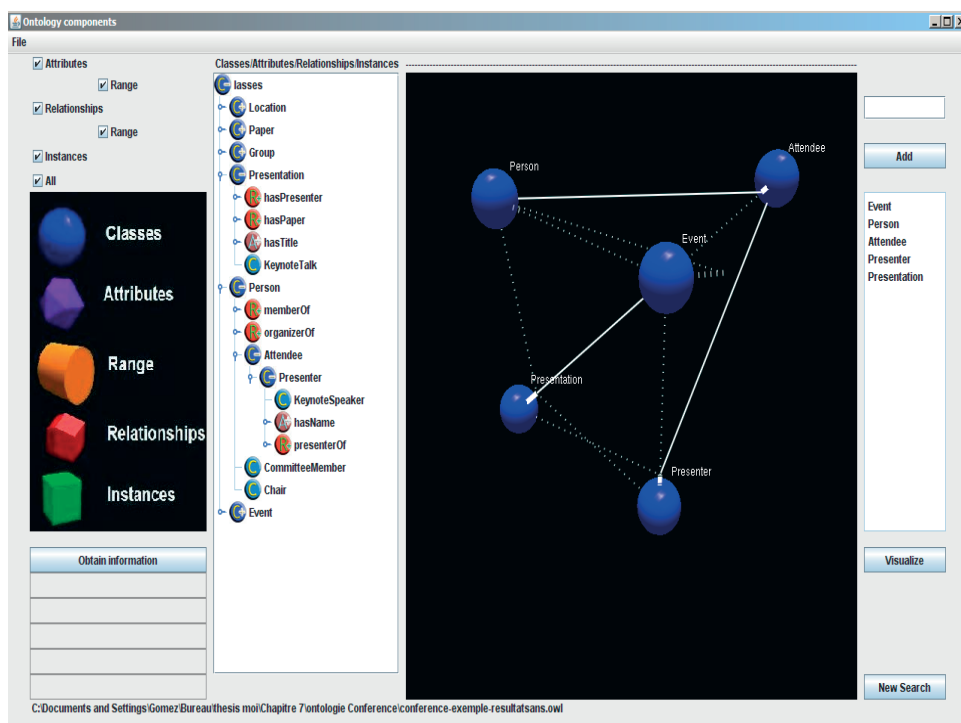 Ontology components
File
Attributes
Range
Relationships
Range
Instances
All
Classes
Attributes
Range
Relationships
Instances
Obtain information
Classes/Attributes/Relationships/Instances
lasses
Location
Paper
Group
Presentation
hasPresenter
hasPaper
hasTitle
KeynoteTalk
Person
memberOf
organizerOf
Attendee
Presenter
KeynoteSpeaker
hasName
presenterOf
CommitteeMember
Chair
Event
Person
Attendee
Event
Presentation
Presenter
Add
Event
Person
Attendee
Presenter
Presentation
Visualize
New Search
C:\Documents and Settings\Gomez\Bureau\thesis moi\Chapitre 7\ontologie Conference\conference-exemple-resultatsans.owl